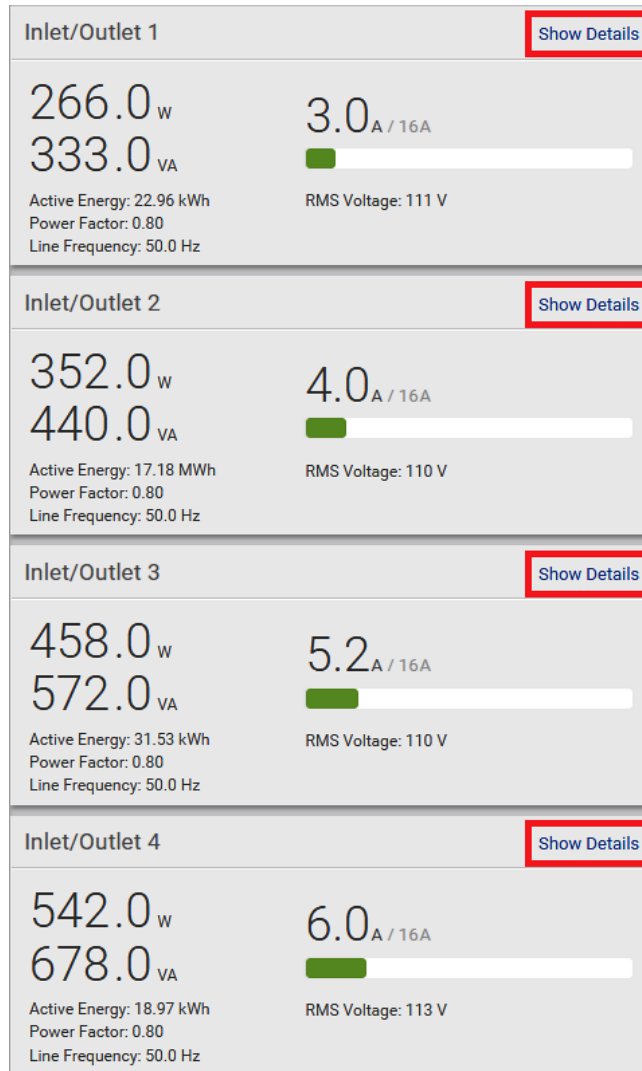 Inlet/Outlet 1 Show Details
266.0 W
333.0 VA
3.0 A / 16A
Active Energy: 22.96 kWh
Power Factor: 0.80
Line Frequency: 50.0 Hz
RMS Voltage: 111 V
Inlet/Outlet 2 Show Details
352.0 W
440.0 VA
4.0 A / 16A
Active Energy: 17.18 MWh
Power Factor: 0.80
Line Frequency: 50.0 Hz
RMS Voltage: 110 V
Inlet/Outlet 3 Show Details
458.0 W
572.0 VA
5.2 A / 16A
Active Energy: 31.53 kWh
Power Factor: 0.80
Line Frequency: 50.0 Hz
RMS Voltage: 110 V
Inlet/Outlet 4 Show Details
542.0 W
678.0 VA
6.0 A / 16A
Active Energy: 18.97 kWh
Power Factor: 0.80
Line Frequency: 50.0 Hz
RMS Voltage: 113 V